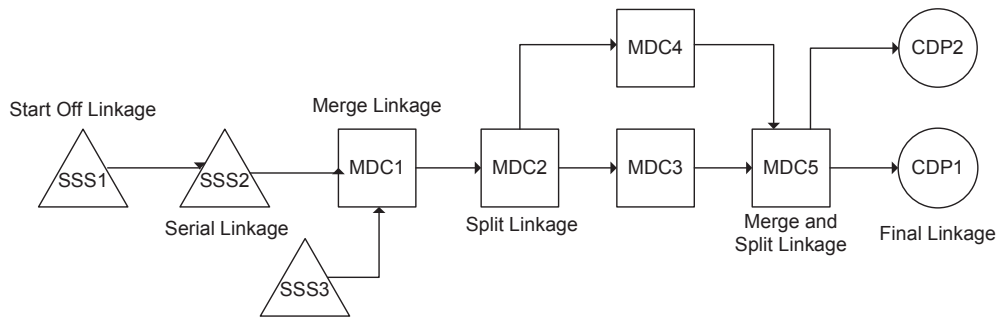 MDC4
CDP2
Start Off Linkage
Merge Linkage
SSS1
SSS2
MDC1
MDC2
MDC3
MDC5
CDP1
Serial Linkage
Split Linkage
Merge and
Split Linkage
Final Linkage
SSS3